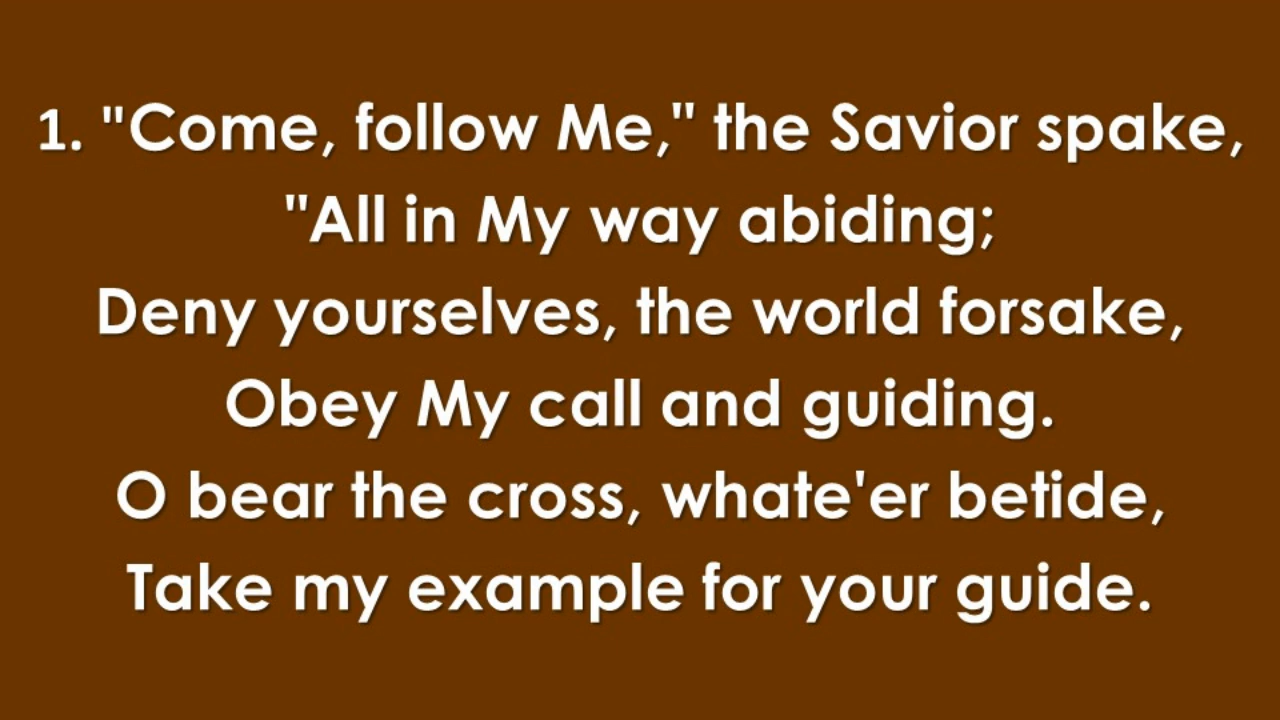 1. "Come, follow Me," the Savior spake,
"All in My way abiding;
Deny yourselves, the world forsake,
Obey My call and guiding.
O bear the cross, whate'er betide,
Take my example for your guide.